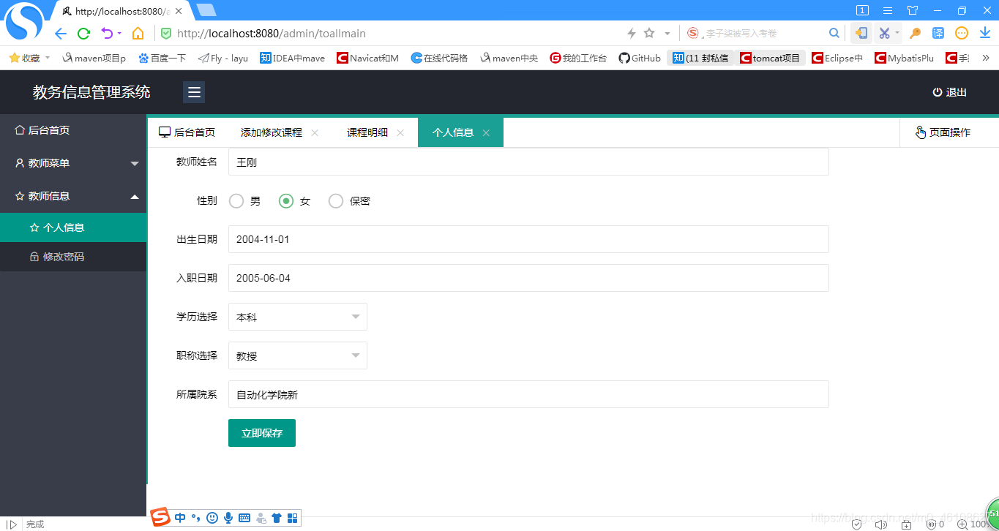 http://localhost:8080/a
1
http://localhost:8080/admin/toallmain
李子柒被写入考卷
译
收藏 maven项目p 百度一下 Fly - layu 知 IDEA中mave C Navicat和M C 在线代码格 maven中央 G 我的工作台 GitHub 知 (11 封私信 C tomcat项目 C Eclipse中 C MybatisPlu C 手
教务信息管理系统
退出
后台首页
教师菜单
教师信息
个人信息
修改密码
后台首页 添加修改课程 课程明细 个人信息 页面操作
教师姓名 王刚
性别 男 女 保密
出生日期 2004-11-01
入职日期 2005-06-04
学历选择 本科
职称选择 教授
所属院系 自动化学院新
立即保存
S 中
51
完成
0 100%